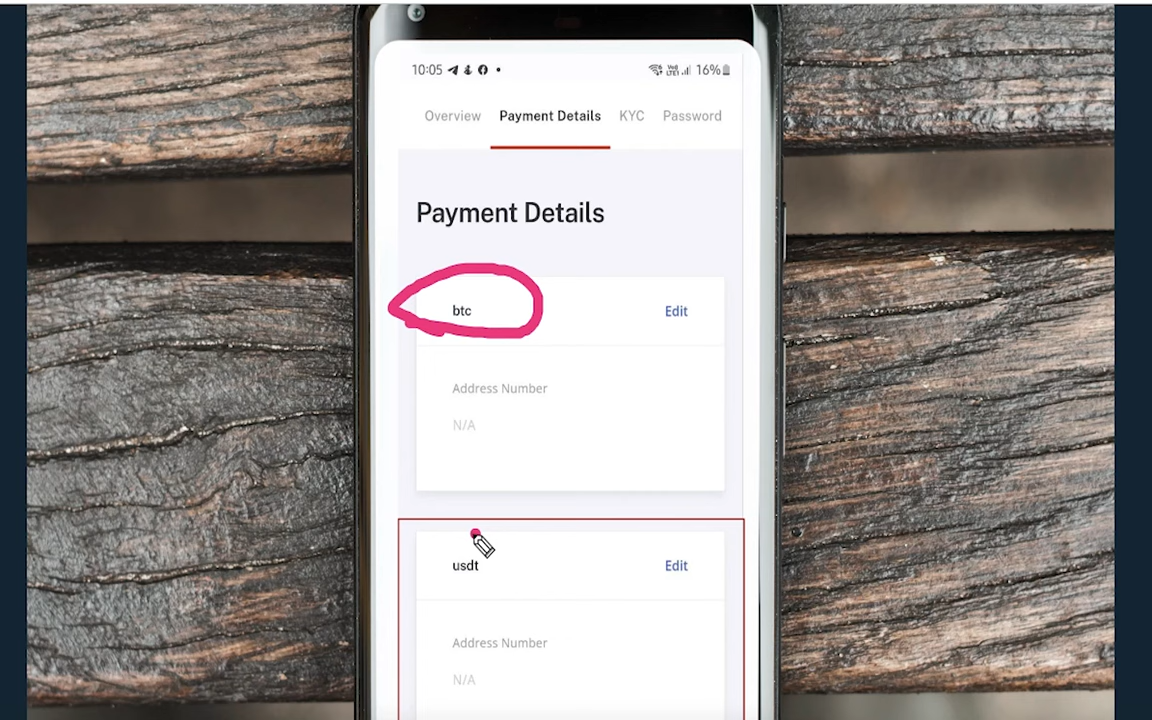 10:05 16%
Overview Payment Details KYC Password
Payment Details
btc Edit
Address Number
N/A
usdt Edit
Address Number
N/A